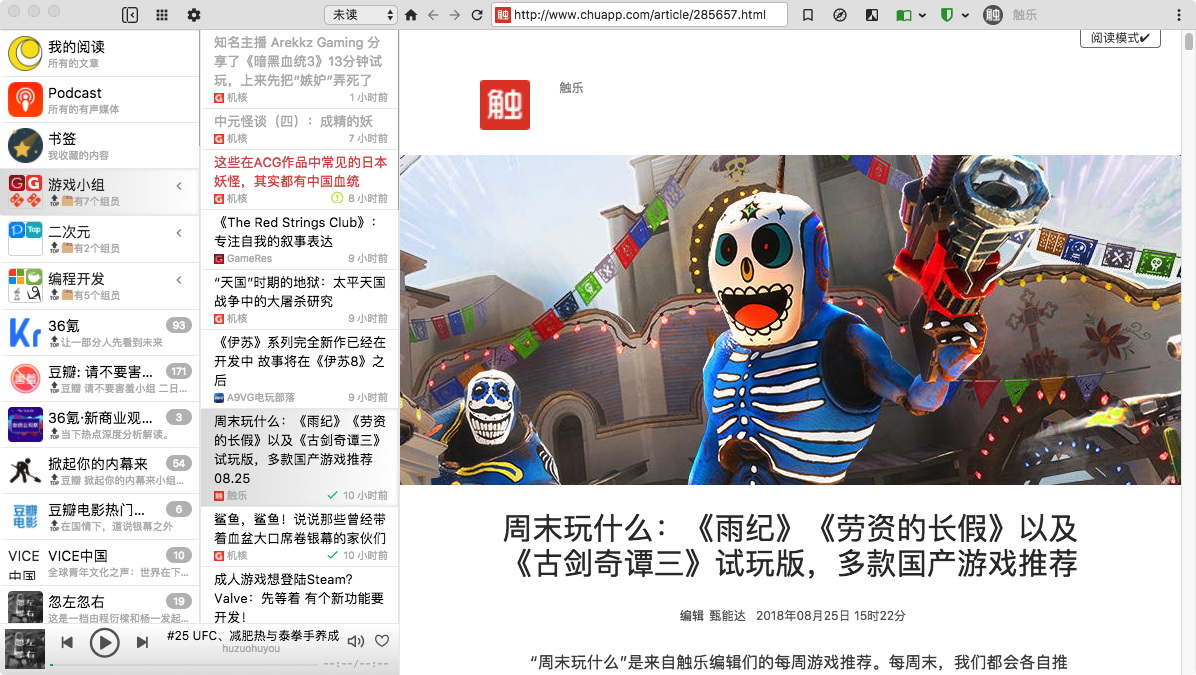 未读
触 http://www.chuapp.com/article/285657.html
触 触乐
我的阅读
所有的文章
Podcast
所有的有声媒体
书签
我收藏的内容
游戏小组
TOP 有7个组员
二次元
TOP 有2个组员
编程开发
TOP 有5个组员
36氪 93
TOP 让一部分人先看到未来
豆瓣: 请不要害... 171
TOP 豆瓣 请不要害羞小组 二日...
36氪·新商业观... 3
TOP 当下热点深度分析解读。
掀起你的内幕来 54
TOP 豆瓣 掀起你的内幕来小组...
豆瓣电影
豆瓣电影热门... 6
TOP 在国情下，道说银幕之外
VICE
中国
VICE中国 10
全球青年文化之声：世界在下...
忽左忽右
忽左忽右 19
这是一档由程衍樑和杨一发起...
#25 UFC、减肥热与泰拳手养成
huzuohuyou
--:--/--:--
知名主播 Arekkz Gaming 分
享了《暗黑血统3》13分钟试
玩，上来先把“嫉妒”弄死了
机核 1 小时前
中元怪谈（四）：成精的妖
机核 7 小时前
这些在ACG作品中常见的日本
妖怪，其实都有中国血统
机核 8 小时前
《The Red Strings Club》：
专注自我的叙事表达
GameRes 9 小时前
“天国”时期的地狱：太平天国
战争中的大屠杀研究
机核 9 小时前
《伊苏》系列完全新作已经在
开发中 故事将在《伊苏8》之
后
A9VG电玩部落 9 小时前
周末玩什么：《雨纪》《劳资
的长假》以及《古剑奇谭三》
试玩版，多款国产游戏推荐
08.25
触乐 10 小时前
鲨鱼，鲨鱼！说说那些曾经带
着血盆大口席卷银幕的家伙们
机核 10 小时前
成人游戏想登陆Steam?
Valve：先等着 有个新功能要
开发！
阅读模式✔
触
触乐
周末玩什么：《雨纪》《劳资的长假》以及
《古剑奇谭三》试玩版，多款国产游戏推荐
编辑 甄能达 2018年08月25日 15时22分
“周末玩什么”是来自触乐编辑们的每周游戏推荐。每周末，我们都会各自推